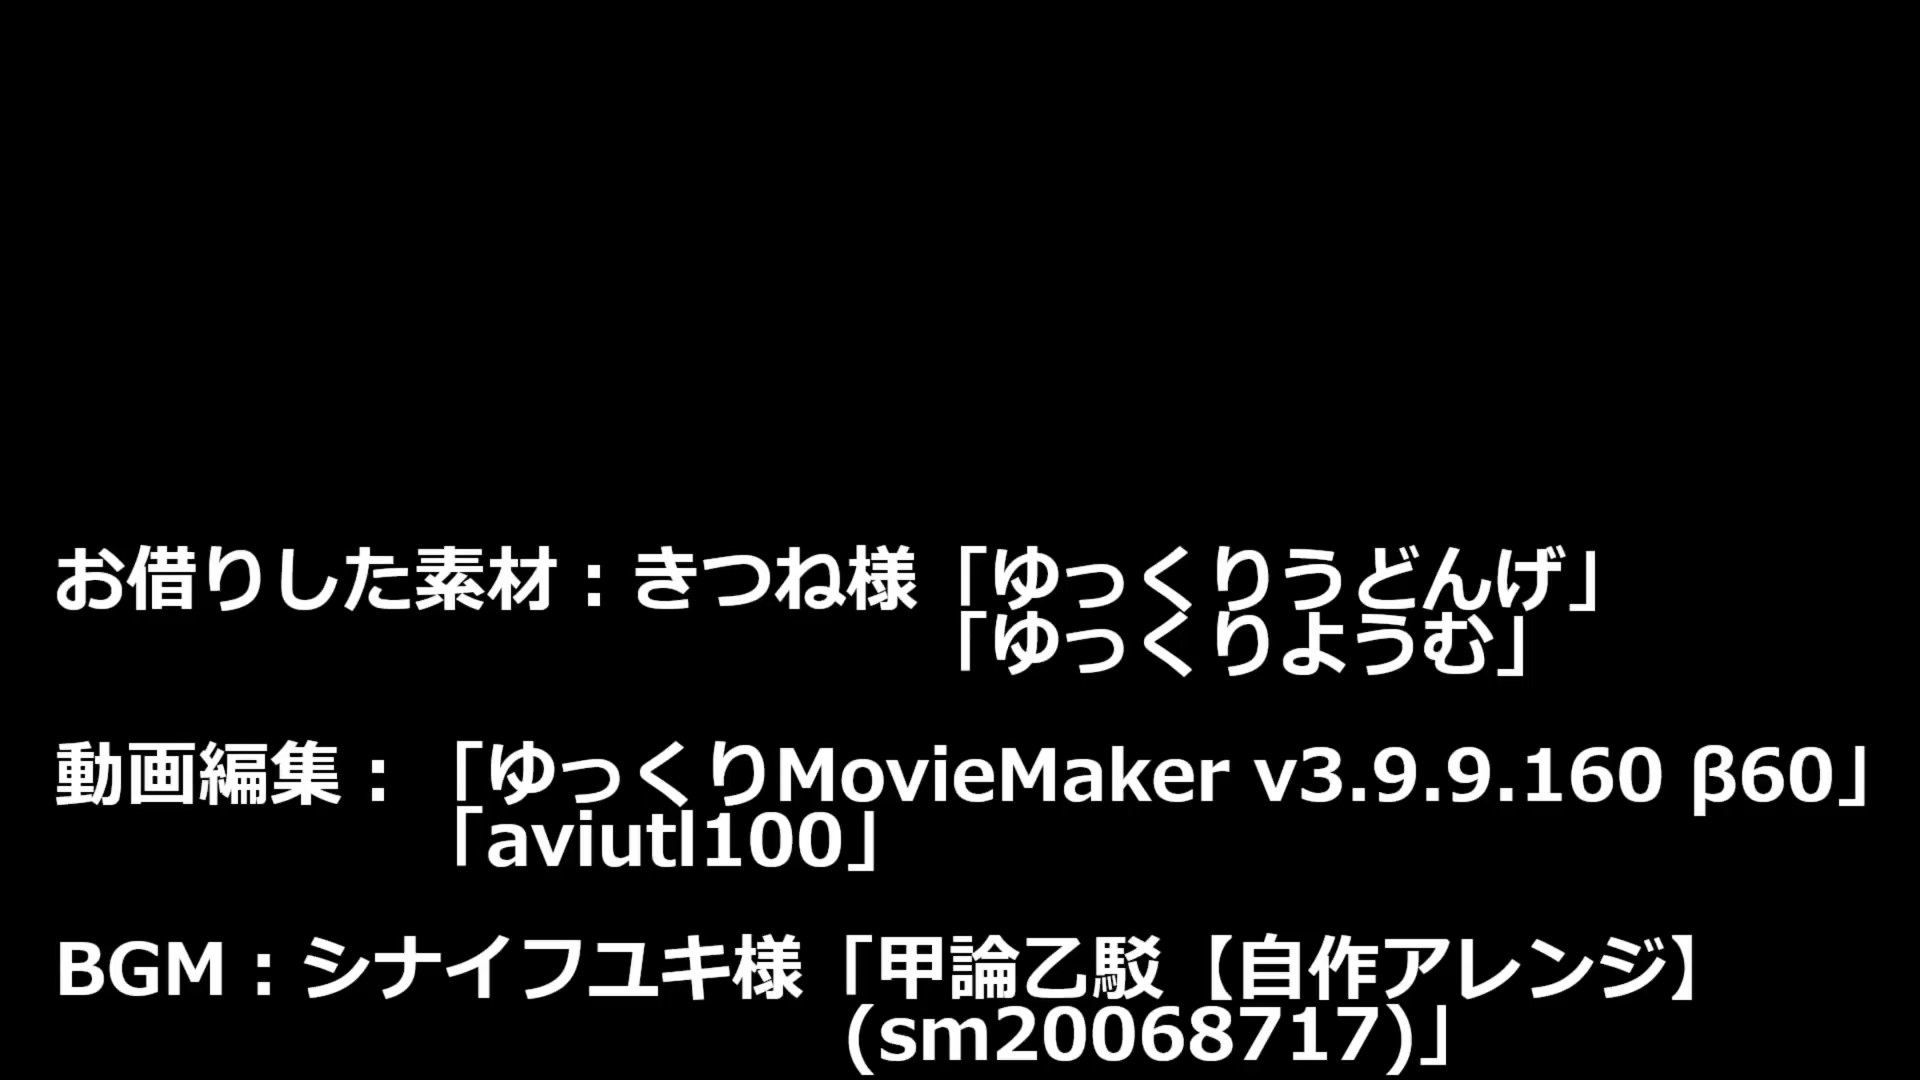 お借りした素材：きつね様「ゆっくりうどんげ」
「ゆっくりようむ」
動画編集：「ゆっくりMovieMaker v3.9.9.160 β60」
「aviutl100」
BGM：シナイフユキ様「甲論乙駁【自作アレンジ】
(sm20068717)」